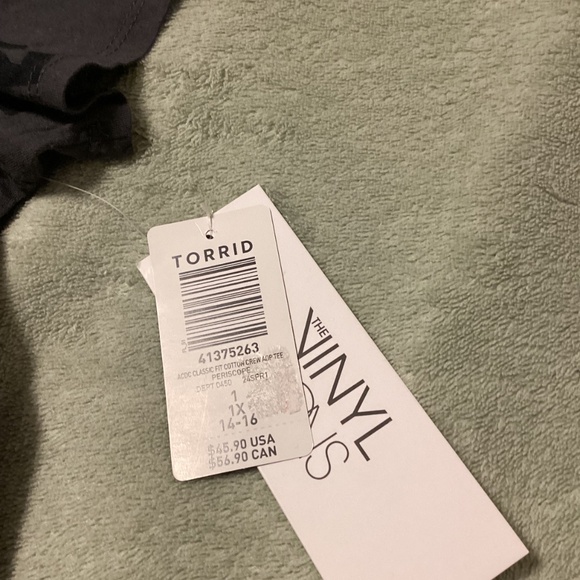 TORRID
41375263
ACDC CLASSIC FIT COTTON CREW AOP TEE
PERISCOPE
DEPT 0450 24SPR1
1
1X
14-16
$45.90 USA
$56.90 CAN
THE
VINYL